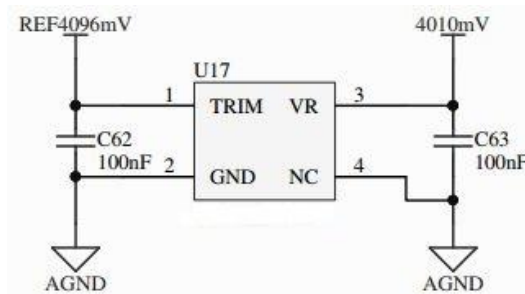 REF4096mV
4010mV
U17
1 TRIM VR 3
C62
100nF
C63
100nF
2 GND NC 4
AGND
AGND